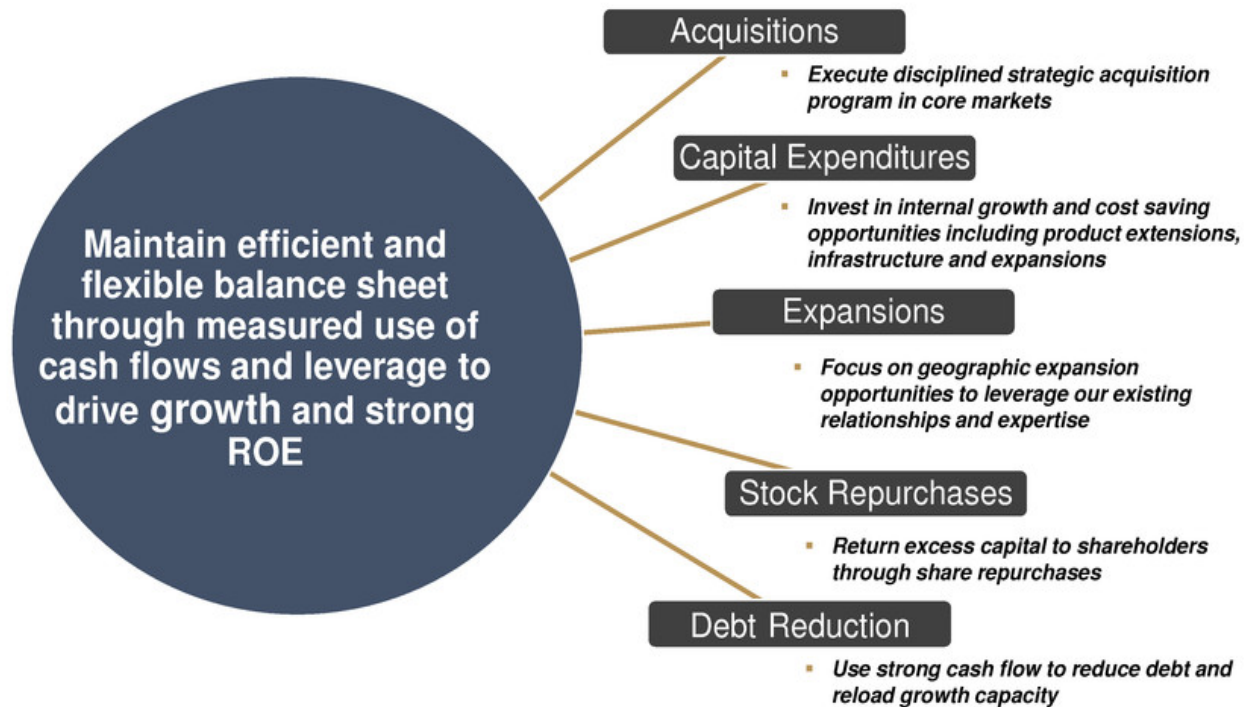 Acquisitions
▪ Execute disciplined strategic acquisition
program in core markets
Capital Expenditures
▪ Invest in internal growth and cost saving
opportunities including product extensions,
infrastructure and expansions
Maintain efficient and
flexible balance sheet
through measured use of
cash flows and leverage to
drive growth and strong
ROE
Expansions
▪ Focus on geographic expansion
opportunities to leverage our existing
relationships and expertise
Stock Repurchases
▪ Return excess capital to shareholders
through share repurchases
Debt Reduction
▪ Use strong cash flow to reduce debt and
reload growth capacity